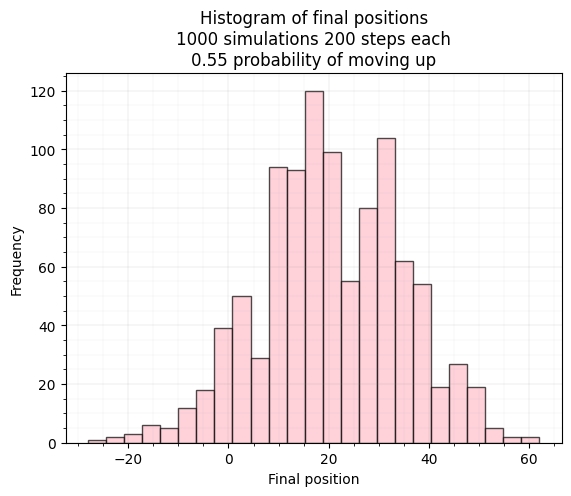 Histogram of final positions
1000 simulations 200 steps each
0.55 probability of moving up
120
100
80
60
40
20
0
Frequency
−20
0
20
40
60
Final position